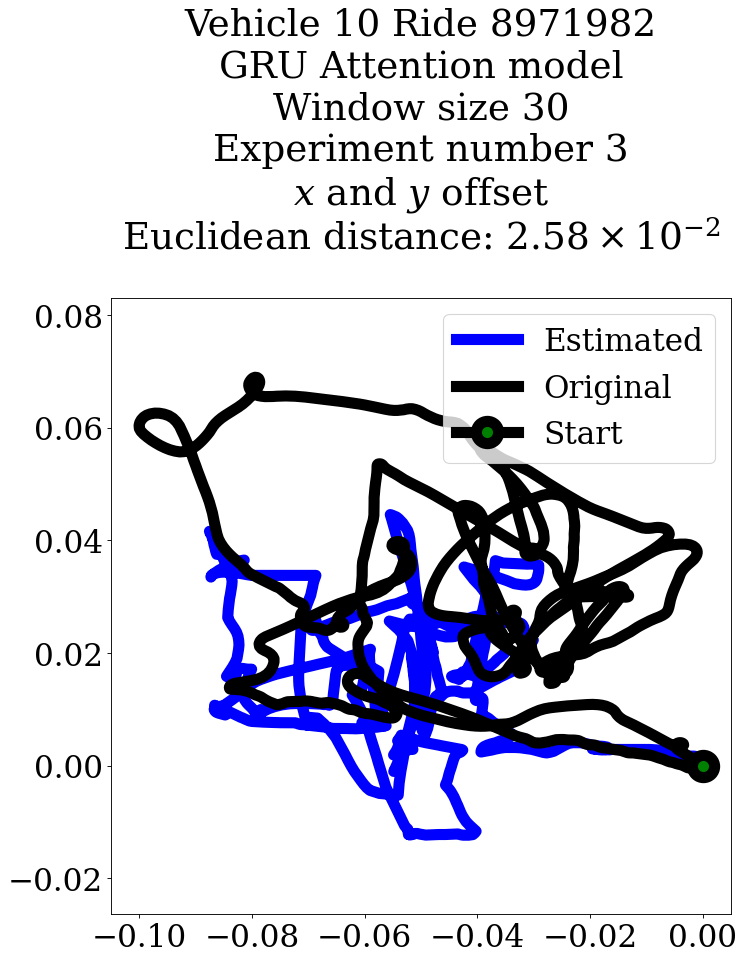 Vehicle 10 Ride 8971982
GRU Attention model
Window size 30
Experiment number 3
x and y offset
Euclidean distance: 2.58 × 10⁻²
Estimated
Original
Start
0.08
0.06
0.04
0.02
0.00
−0.02
−0.10 −0.08 −0.06 −0.04 −0.02 0.00